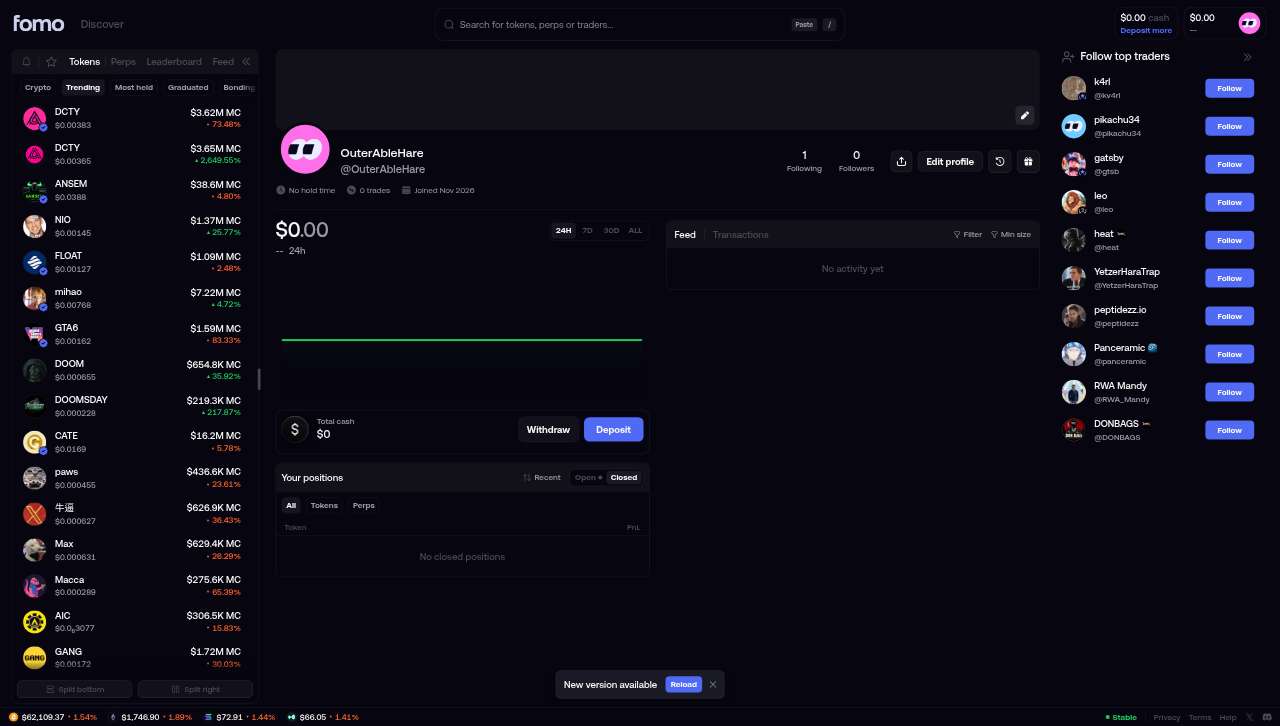 fomo
Discover
Search for tokens, perps or traders...
Paste
/
$0.00 cash
Deposit more
$0.00
—
Tokens
Perps
Leaderboard
Feed
Crypto
Trending
Most held
Graduated
Bonding
DCTY
$0.00383
$3.62M MC
73.48%
DCTY
$0.00365
$3.65M MC
2,649.55%
ANSEM
$0.0388
$38.6M MC
4.80%
NIO
$0.00145
$1.37M MC
25.77%
FLOAT
$0.00127
$1.09M MC
2.48%
mihao
$0.00768
$7.22M MC
4.72%
GTA6
$0.00162
$1.59M MC
83.33%
DOOM
$0.000655
$654.8K MC
35.92%
DOOMSDAY
$0.000228
$219.3K MC
217.87%
CATE
$0.0169
$16.2M MC
5.78%
paws
$0.000455
$436.6K MC
23.61%
牛逼
$0.000627
$626.9K MC
36.43%
Max
$0.000631
$629.4K MC
26.29%
Macca
$0.000289
$275.6K MC
65.39%
AIC
$0.0₆3077
$306.5K MC
15.83%
GANG
GANG
$0.00172
$1.72M MC
30.03%
Split bottom
Split right
OuterAbleHare
@OuterAbleHare
No hold time
0 trades
Joined Nov 2026
1
Following
0
Followers
Edit profile
$0.00
-- 24h
24H
7D
30D
ALL
Total cash
$0
Withdraw
Deposit
Your positions
Recent
Open
Closed
All
Tokens
Perps
Token
PnL
No closed positions
Feed
Transactions
Filter
Min size
No activity yet
Follow top traders
k4rl
@kv4rl
Follow
pikachu34
@pikachu34
Follow
gatsby
@gtsb
Follow
leo
@leo
Follow
heat
@heat
Follow
YetzerHaraTrap
@YetzerHaraTrap
Follow
peptidezz.io
@peptidezz
Follow
Panceramic
@panceramic
Follow
RWA Mandy
@RWA_Mandy
Follow
DONBAGS
@DONBAGS
Follow
New version available
Reload
$62,109.37 1.54%
$1,746.90 1.89%
$72.91 1.44%
$66.05 1.41%
Stable
Privacy
Terms
Help